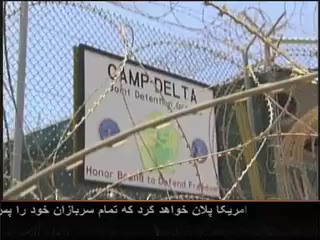 CAMP DELTA
Joint Detention
Honor Bound to Defend Freedom
امریکا پلان خواهد کرد که تمام سربازان خود را پس